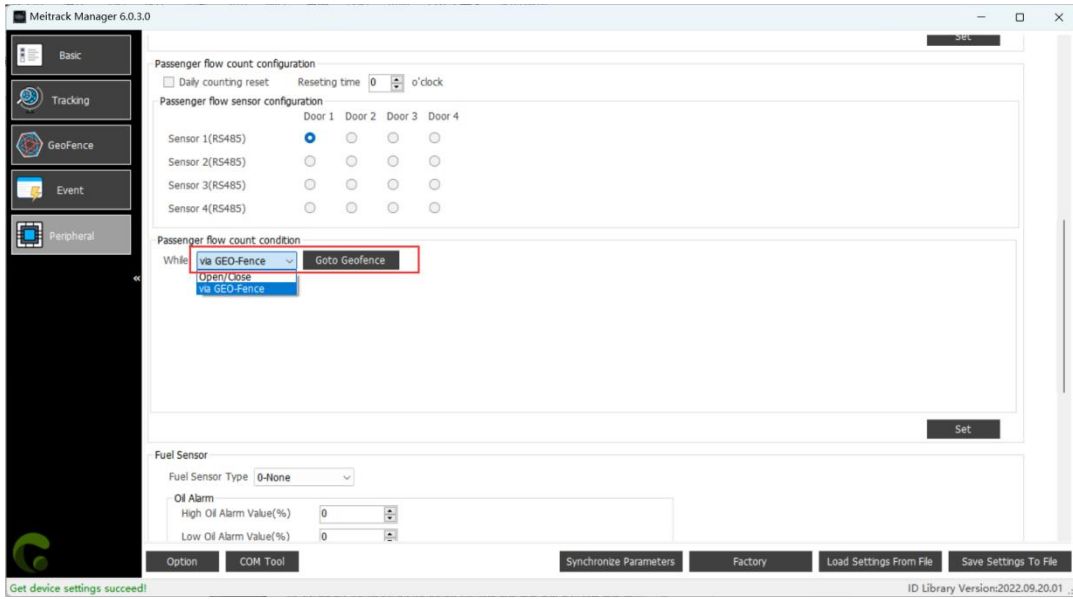 Meitrack Manager 6.0.3.0
Basic
Tracking
GeoFence
Event
Peripheral
«
Set
Passenger flow count configuration
Daily counting reset Reseting time 0 o'clock
Passenger flow sensor configuration
Door 1 Door 2 Door 3 Door 4
Sensor 1(RS485)
Sensor 2(RS485)
Sensor 3(RS485)
Sensor 4(RS485)
Passenger flow count condition
While via GEO-Fence Goto Geofence
Open/Close
via GEO-Fence
Set
Fuel Sensor
Fuel Sensor Type 0-None
Oil Alarm
High Oil Alarm Value(%) 0
Low Oil Alarm Value(%) 0
Option COM Tool Synchronize Parameters Factory Load Settings From File Save Settings To File
Get device settings succeed! ID Library Version:2022.09.20.01